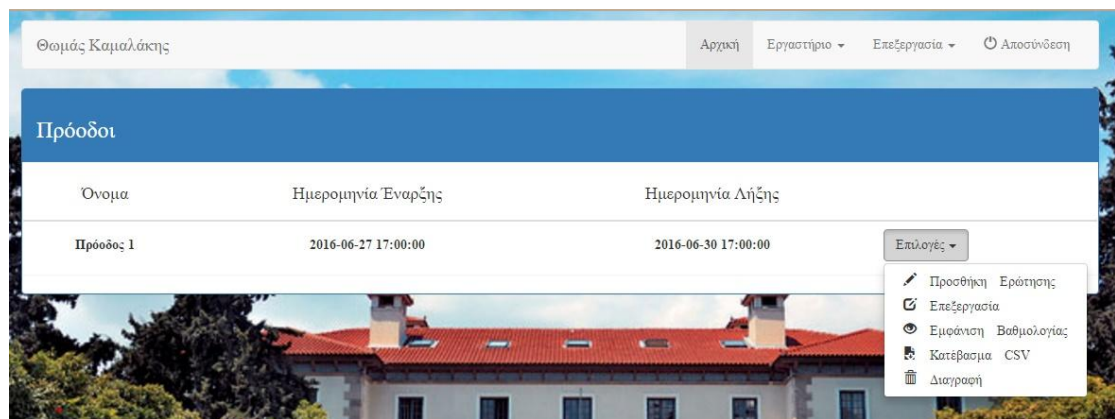 Θωμάς Καμαλάκης Αρχική Εργαστήριο Επεξεργασία Αποσύνδεση
Πρόοδοι
Όνομα Ημερομηνία Έναρξης Ημερομηνία Λήξης
Πρόοδος 1 2016-06-27 17:00:00 2016-06-30 17:00:00 Επιλογές
Προσθήκη Ερώτησης
Επεξεργασία
Εμφάνιση Βαθμολογίας
Κατέβασμα CSV
Διαγραφή